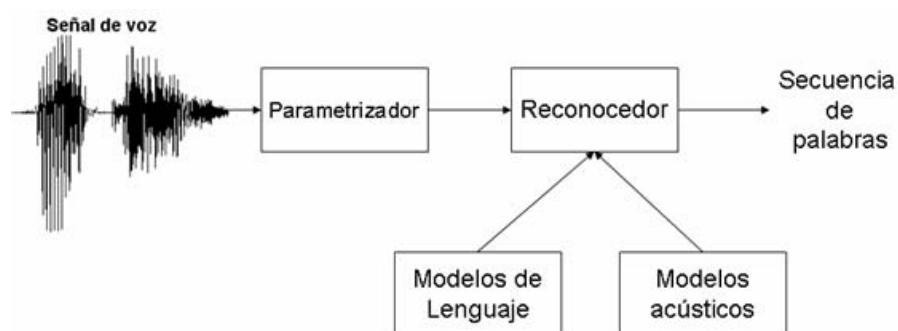 Señal de voz
Parametrizador
Reconocedor
Secuencia
de
palabras
Modelos de
Lenguaje
Modelos
acústicos